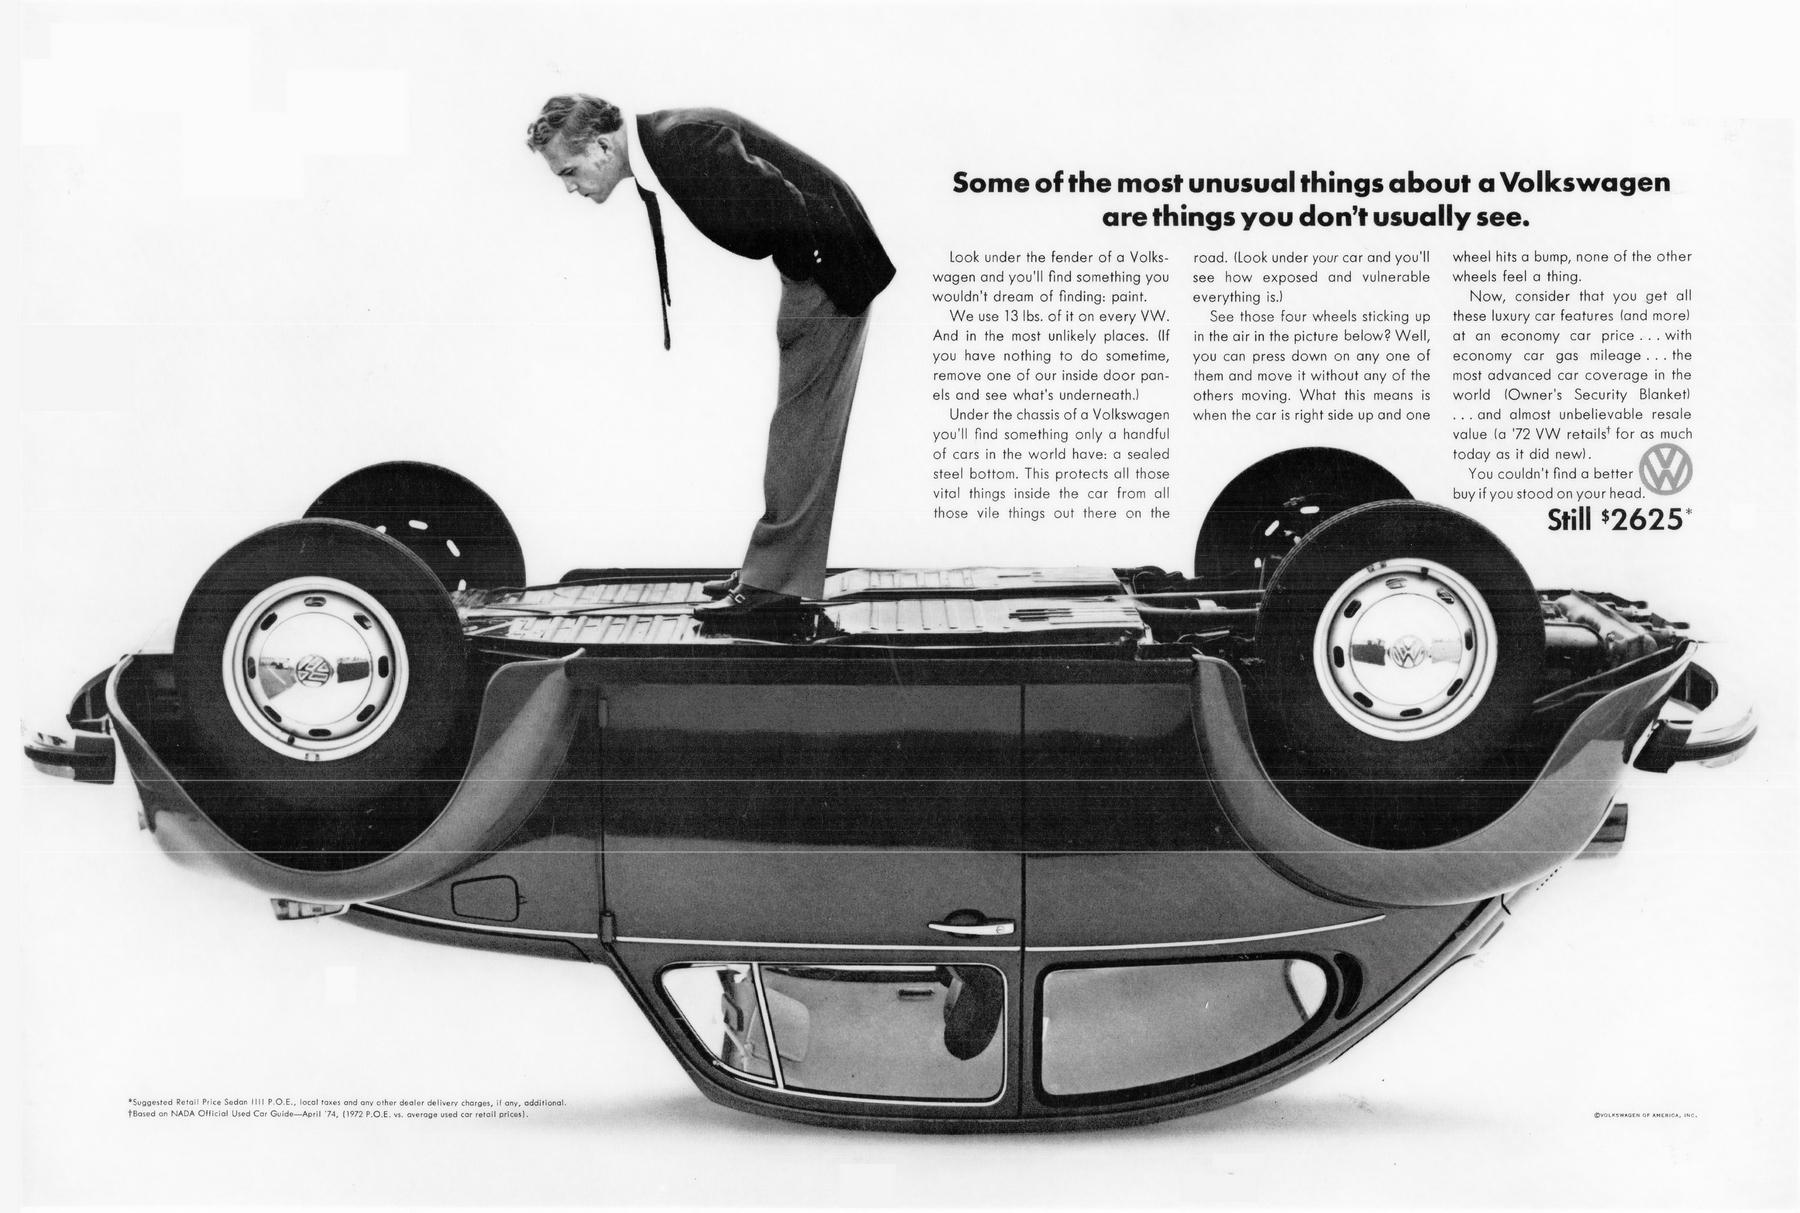 Some of the most unusual things about a Volkswagen
are things you don't usually see.
Look under the fender of a Volks-
wagen and you'll find something you
wouldn't dream of finding: paint.
We use 13 lbs. of it on every VW.
And in the most unlikely places. (If
you have nothing to do sometime,
remove one of our inside door pan-
els and see what's underneath.)
Under the chassis of a Volkswagen
you'll find something only a handful
of cars in the world have: a sealed
steel bottom. This protects all those
vital things inside the car from all
those vile things out there on the
road. (Look under your car and you'll
see how exposed and vulnerable
everything is.)
See those four wheels sticking up
in the air in the picture below? Well,
you can press down on any one of
them and move it without any of the
others moving. What this means is
when the car is right side up and one
wheel hits a bump, none of the other
wheels feel a thing.
Now, consider that you get all
these luxury car features (and more)
at an economy car price . . . with
economy car gas mileage . . . the
most advanced car coverage in the
world (Owner's Security Blanket)
. . . and almost unbelievable resale
value (a '72 VW retails† for as much
today as it did new).
You couldn't find a better
buy if you stood on your head.
VW
Still $2625*
VW
VW
*Suggested Retail Price Sedan 1111 P.O.E., local taxes and any other dealer delivery charges, if any, additional.
†Based on NADA Official Used Car Guide—April '74, (1972 P.O.E. vs. average used car retail prices).
©VOLKSWAGEN OF AMERICA, INC.